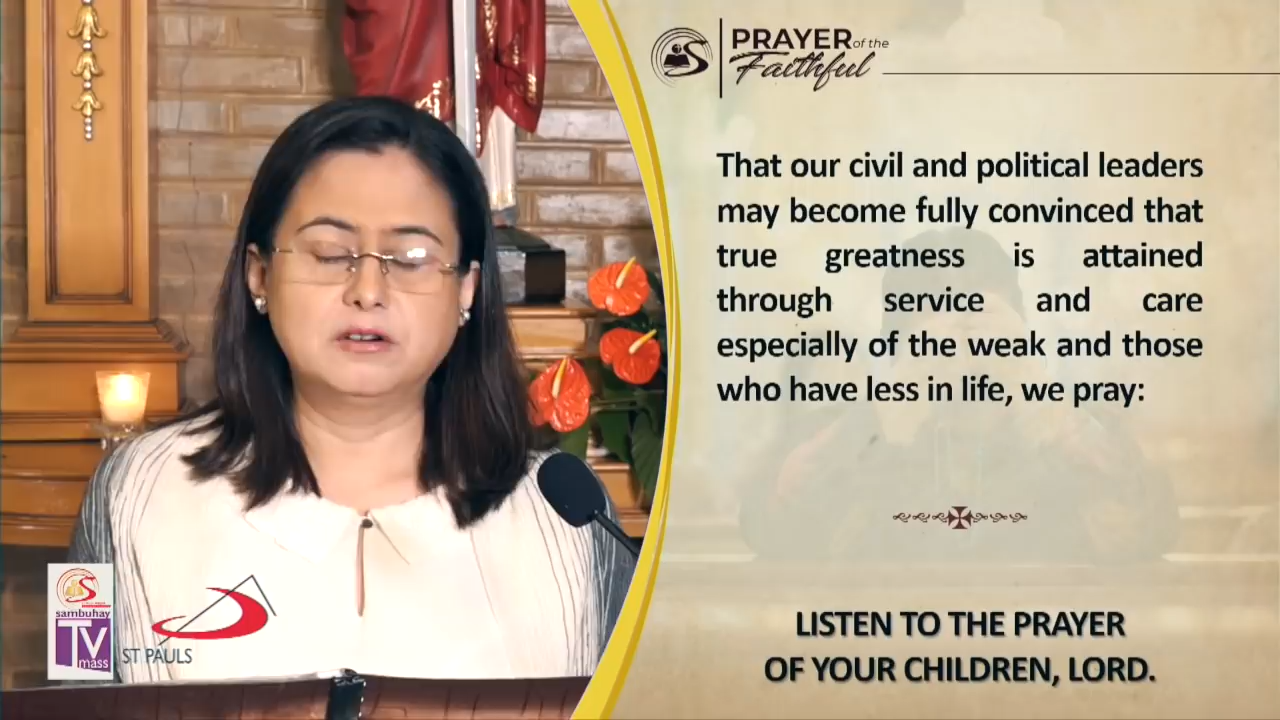 PRAYER of the
Faithful
That our civil and political leaders
may become fully convinced that
true greatness is attained
through service and care
especially of the weak and those
who have less in life, we pray:
LISTEN TO THE PRAYER
OF YOUR CHILDREN, LORD.
sambuhay
TV
mass
ST PAULS